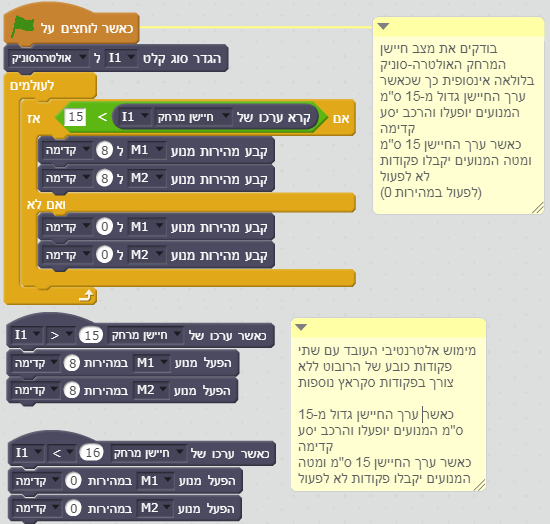 כאשר לוחצים על
הגדר סוג קלט I1 ל אולטרהסוניק
לעולמים
אם קרא ערכו של חיישן מרחק I1 > 15 אז
קבע מהירות מנוע M1 ל 8 קדימה
קבע מהירות מנוע M2 ל 8 קדימה
ואם לא
קבע מהירות מנוע M1 ל 0 קדימה
קבע מהירות מנוע M2 ל 0 קדימה
בודקים את מצב חיישן
המרחק האולטרה-סוני
בלולאה אינסופית כך שכאשר
ערך החיישן גדול מ-15 ס"מ
המנועים יופעלו והרכב יסע
קדימה
כאשר ערך החיישן 15 ס"מ
ומטה המנועים יקבלו פקודות
לא לפעול
(לפעול במהירות 0)
כאשר ערכו של חיישן מרחק 15 < I1
הפעל מנוע M1 במהירות 8 קדימה
הפעל מנוע M2 במהירות 8 קדימה
כאשר ערכו של חיישן מרחק 16 > I1
הפעל מנוע M1 במהירות 0 קדימה
הפעל מנוע M2 במהירות 0 קדימה
מימוש אלטרנטיבי העובד עם שתי
פקודות כובע של הרובוט ללא
צורך בפקודות סקראץ נוספות
כאשר ערך החיישן גדול מ-15
ס"מ המנועים יופעלו והרכב יסע
קדימה
כאשר ערך החיישן 15 ס"מ ומטה
המנועים יקבלו פקודות לא לפעול